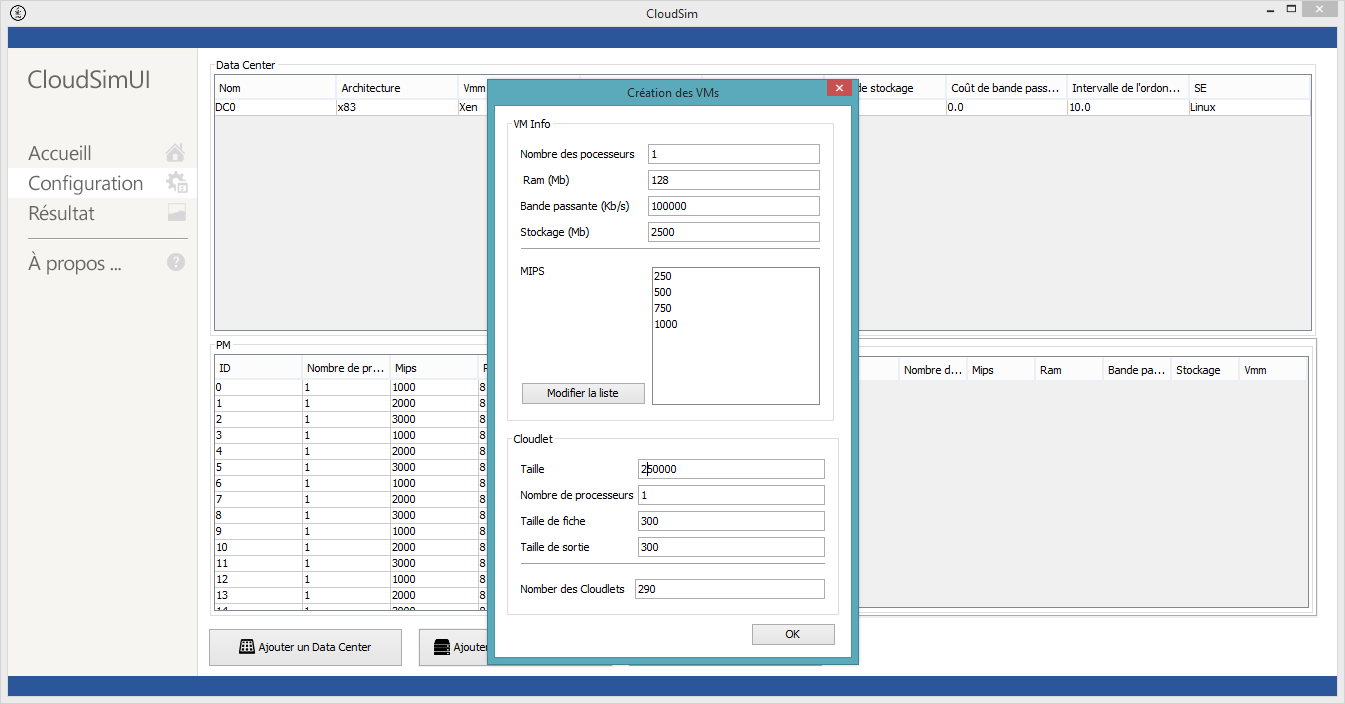 CloudSim
CloudSimUI
Accueill
Configuration
Résultat
À propos ...
Data Center
Nom Architecture Vmm de stockage Coût de bande pass... Intervalle de l'ordon... SE
DC0 x83 Xen 0.0 10.0 Linux
PM
ID Nombre de pr... Mips
0 1 1000 8
1 1 2000 8
2 1 3000 8
3 1 1000 8
4 1 2000 8
5 1 3000 8
6 1 1000 8
7 1 2000 8
8 1 3000 8
9 1 1000 8
10 1 2000 8
11 1 3000 8
12 1 1000 8
13 1 2000 8
Nombre d... Mips Ram Bande pa... Stockage Vmm
Ajouter un Data Center
Ajouter
Création des VMs
VM Info
Nombre des pocesseurs 1
Ram (Mb) 128
Bande passante (Kb/s) 100000
Stockage (Mb) 2500
MIPS
250
500
750
1000
Modifier la liste
Cloudlet
Taille 250000
Nombre de processeurs 1
Taille de fiche 300
Taille de sortie 300
Nomber des Cloudlets 290
OK